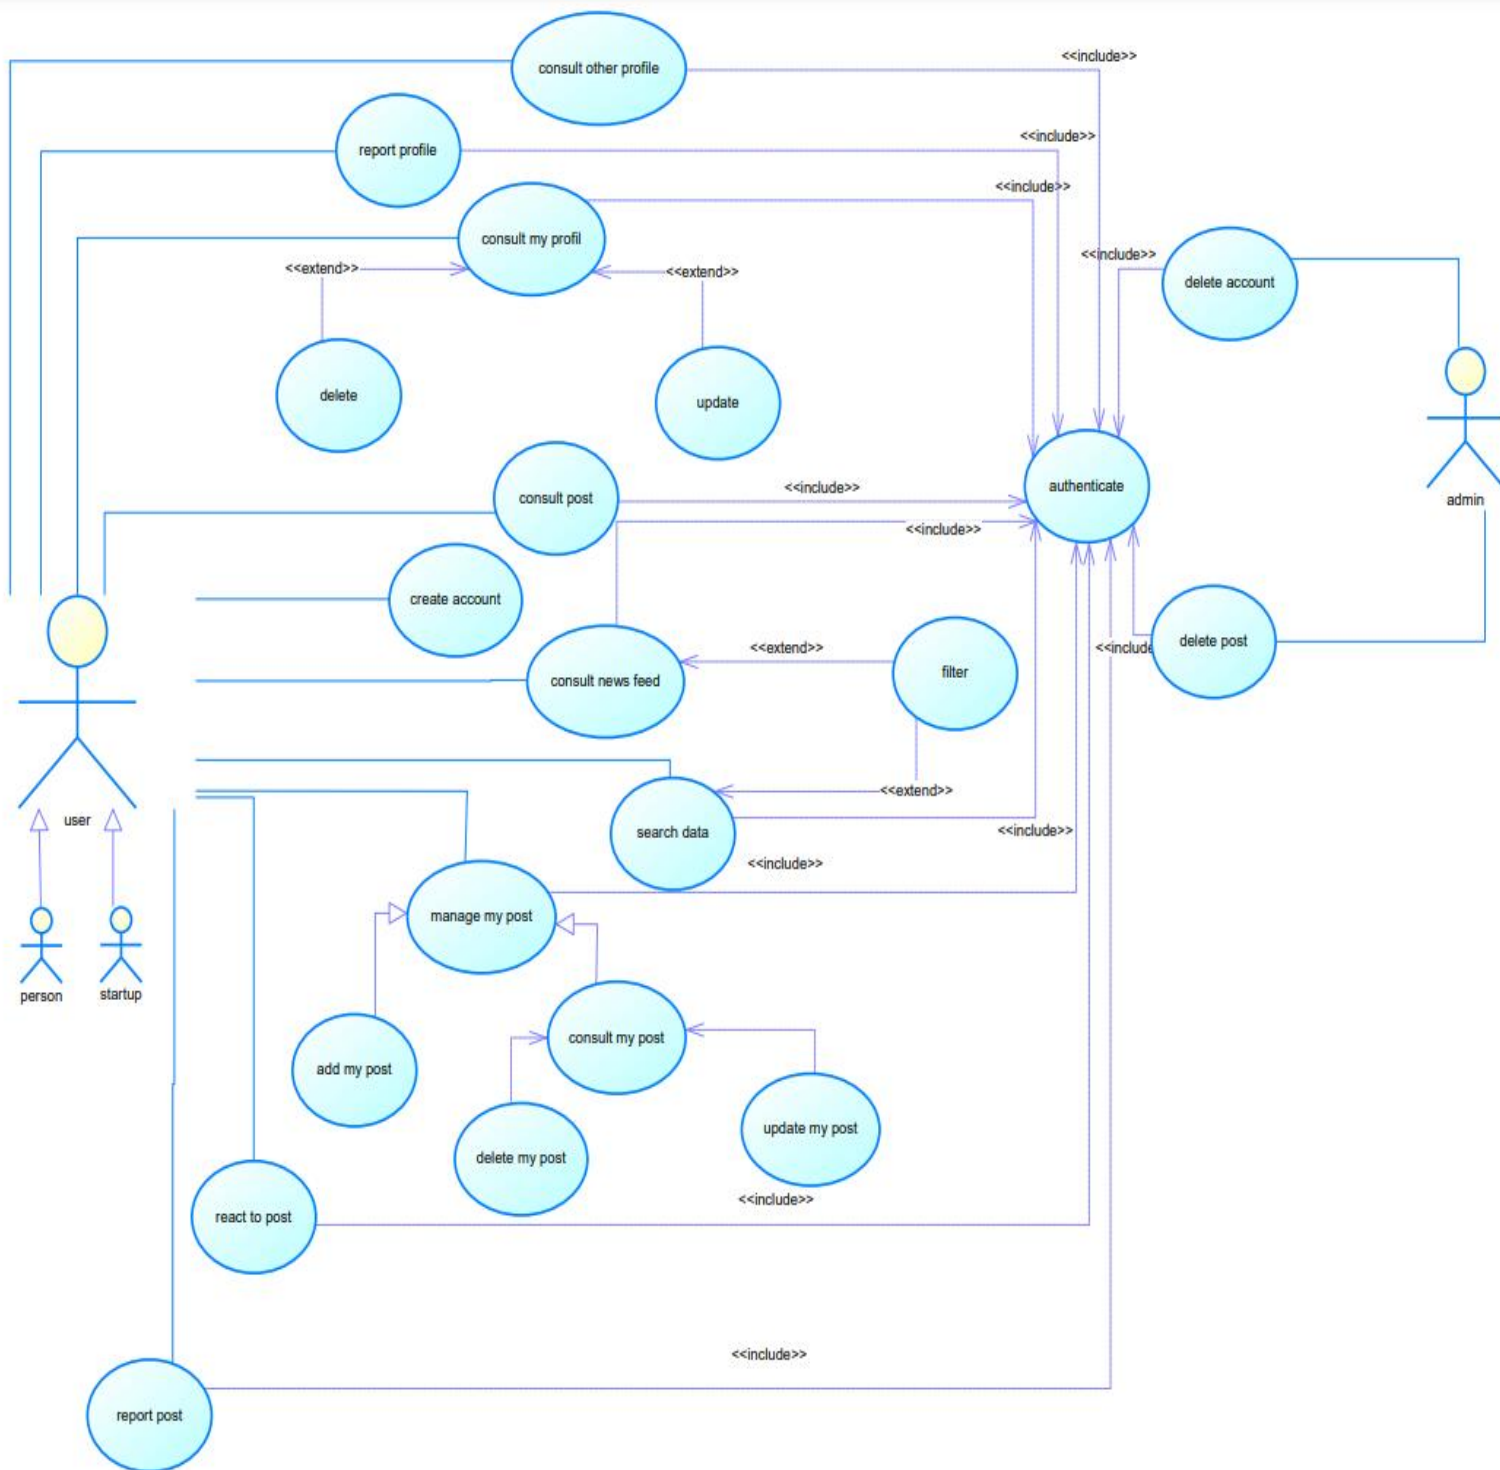 <<include>>
consult other profile
<<include>>
report profile
<<include>>
consult my profil
<<include>>
<<extend>>
<<extend>>
delete account
delete
update
<<include>>
consult post
authenticate
admin
<<include>>
create account
<<extend>>
<<include
delete post
consult news feed
filter
<<extend>>
user
search data
<<include>>
<<include>>
manage my post
person
startup
consult my post
add my post
update my post
delete my post
<<include>>
react to post
<<include>>
report post